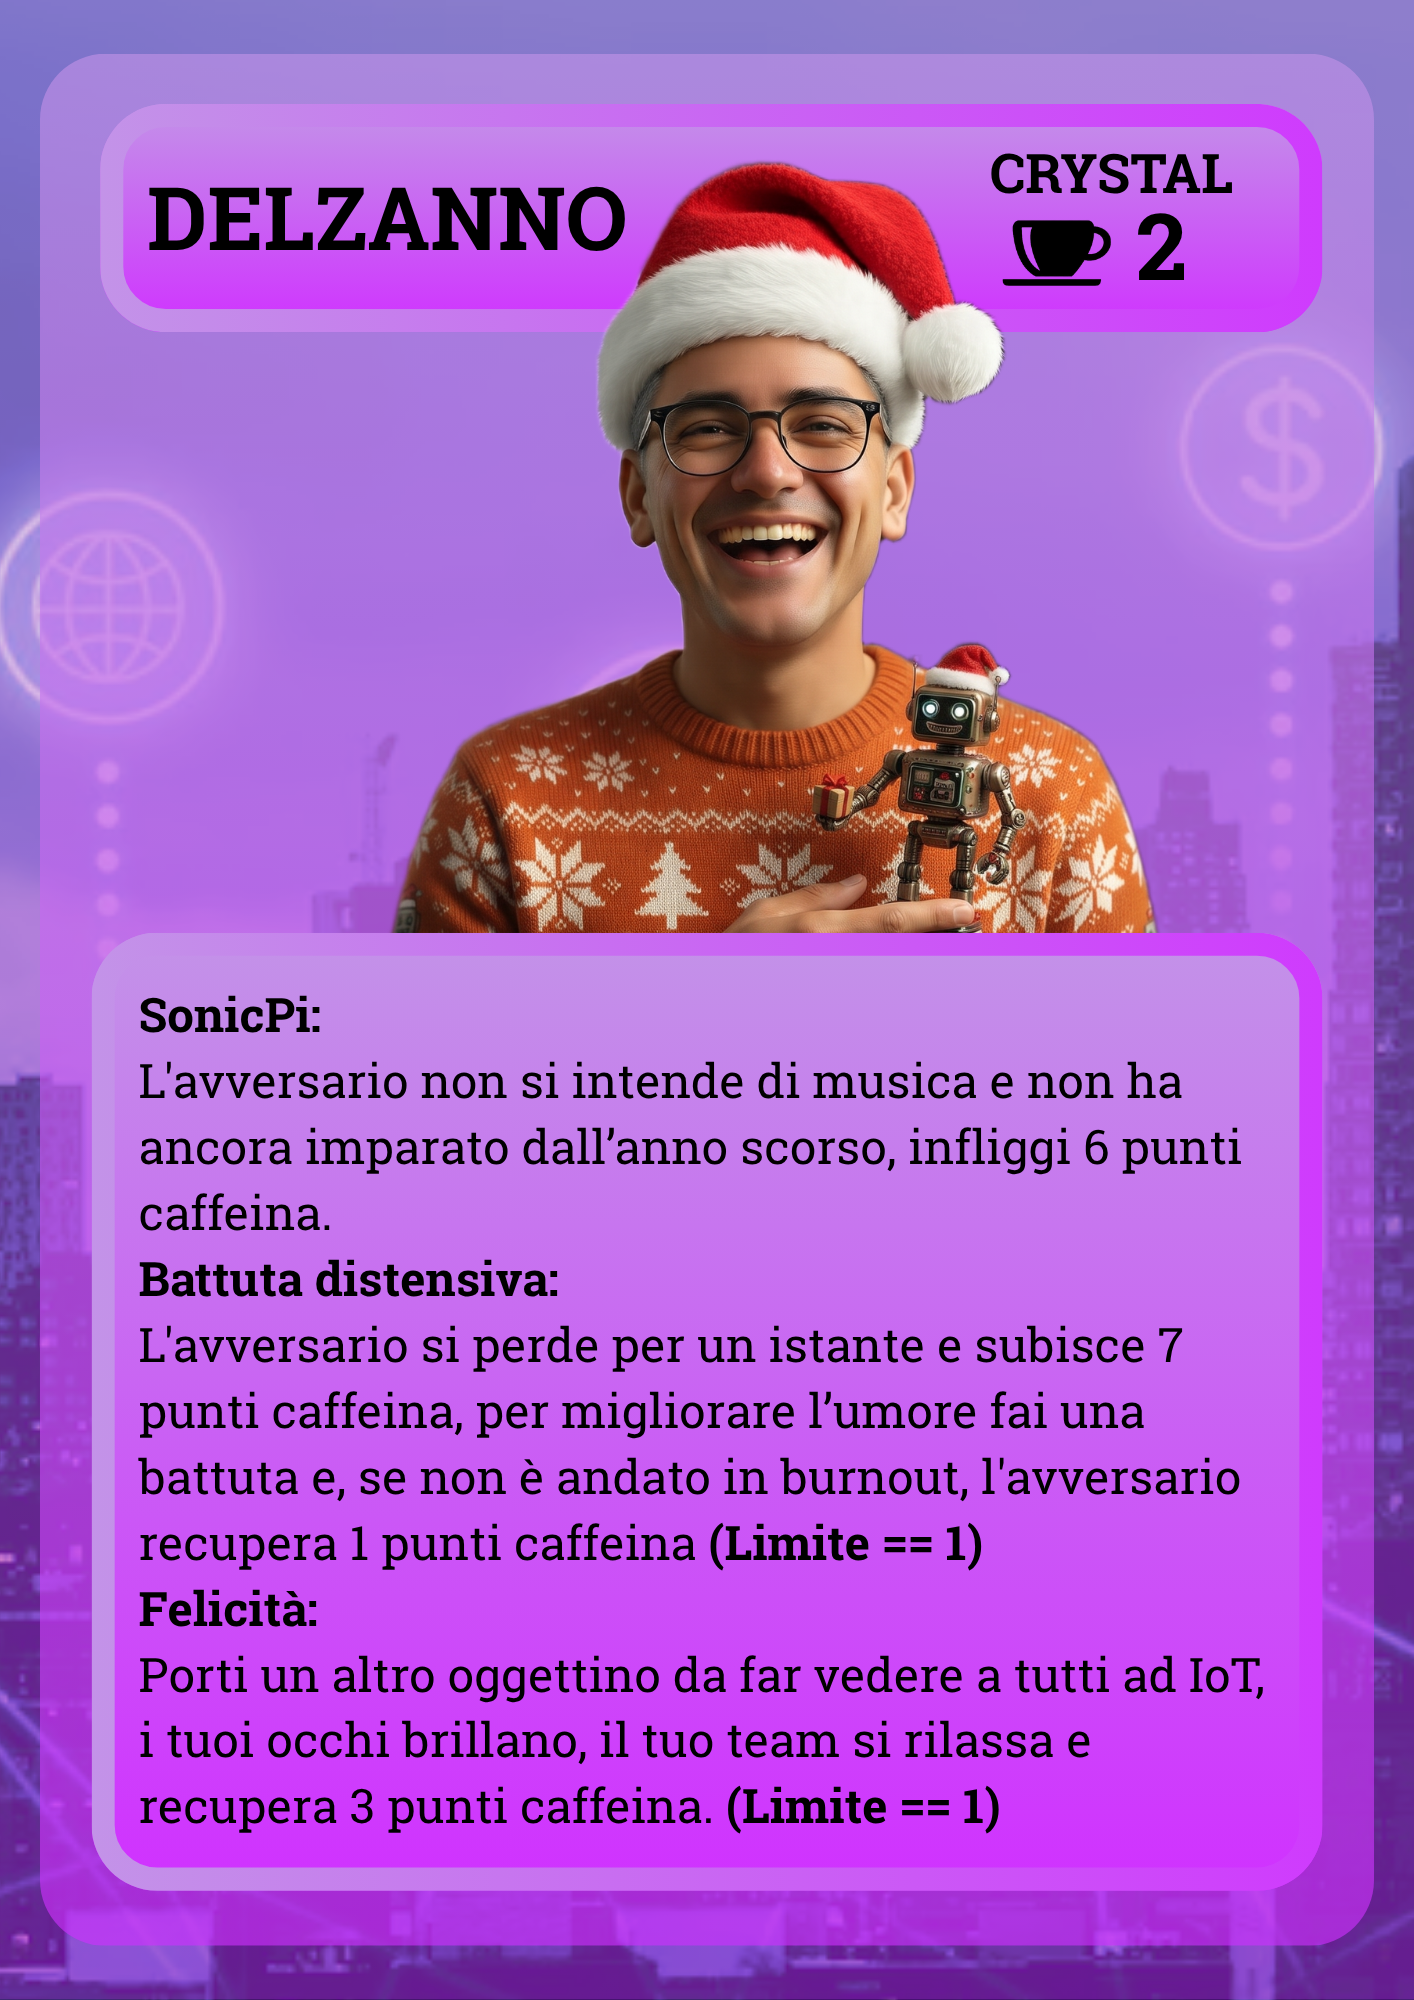 DELZANNO
CRYSTAL
2
SonicPi:
L'avversario non si intende di musica e non ha
ancora imparato dall’anno scorso, infliggi 6 punti
caffeina.
Battuta distensiva:
L'avversario si perde per un istante e subisce 7
punti caffeina, per migliorare l’umore fai una
battuta e, se non è andato in burnout, l'avversario
recupera 1 punti caffeina (Limite == 1)
Felicità:
Porti un altro oggettino da far vedere a tutti ad IoT,
i tuoi occhi brillano, il tuo team si rilassa e
recupera 3 punti caffeina. (Limite == 1)